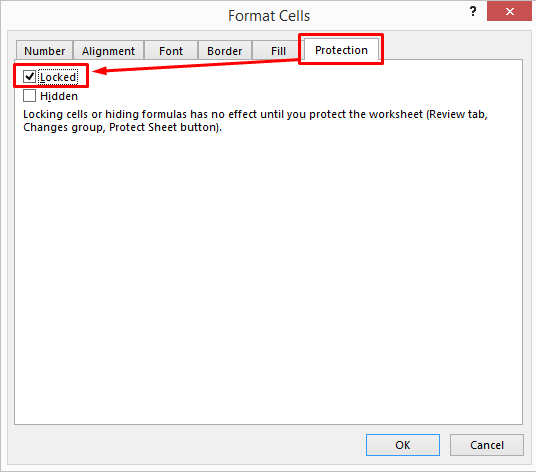 Format Cells
? ×
Number Alignment Font Border Fill Protection
Locked
Hidden
Locking cells or hiding formulas has no effect until you protect the worksheet (Review tab,
Changes group, Protect Sheet button).
OK Cancel